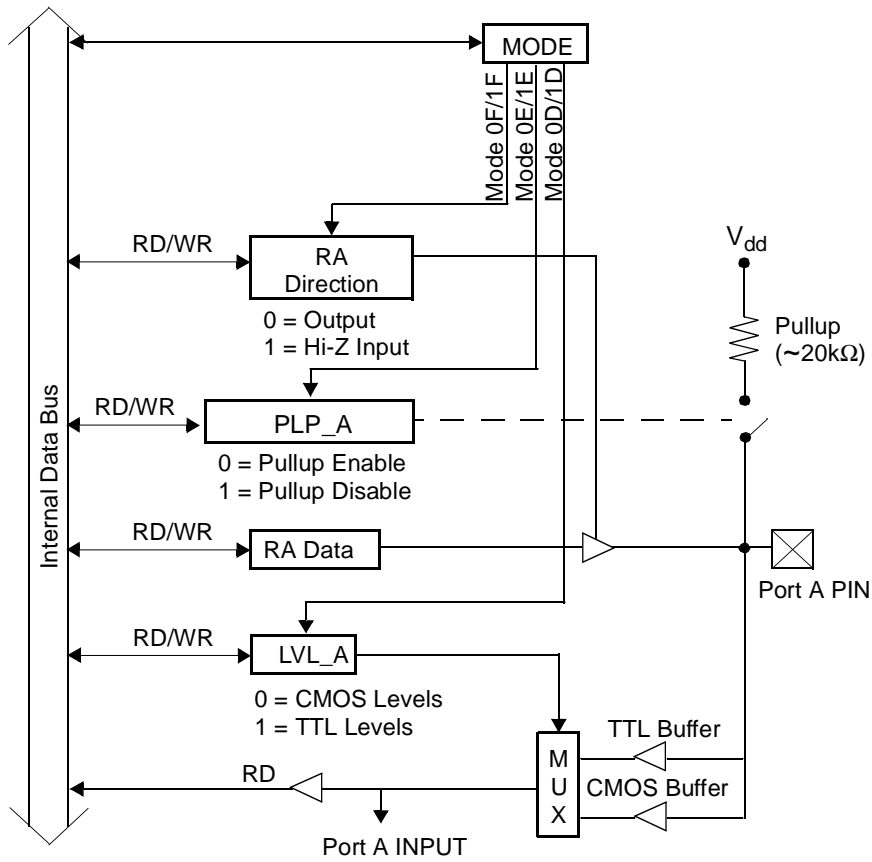 MODE
Mode 0F/1F
Mode 0E/1E
Mode 0D/1D
Internal Data Bus
RD/WR
RA
Direction
0 = Output
1 = Hi-Z Input
Vdd
Pullup
(~20kΩ)
RD/WR
PLP_A
0 = Pullup Enable
1 = Pullup Disable
RD/WR
RA Data
Port A PIN
RD/WR
LVL_A
0 = CMOS Levels
1 = TTL Levels
TTL Buffer
M
U
X
CMOS Buffer
RD
Port A INPUT